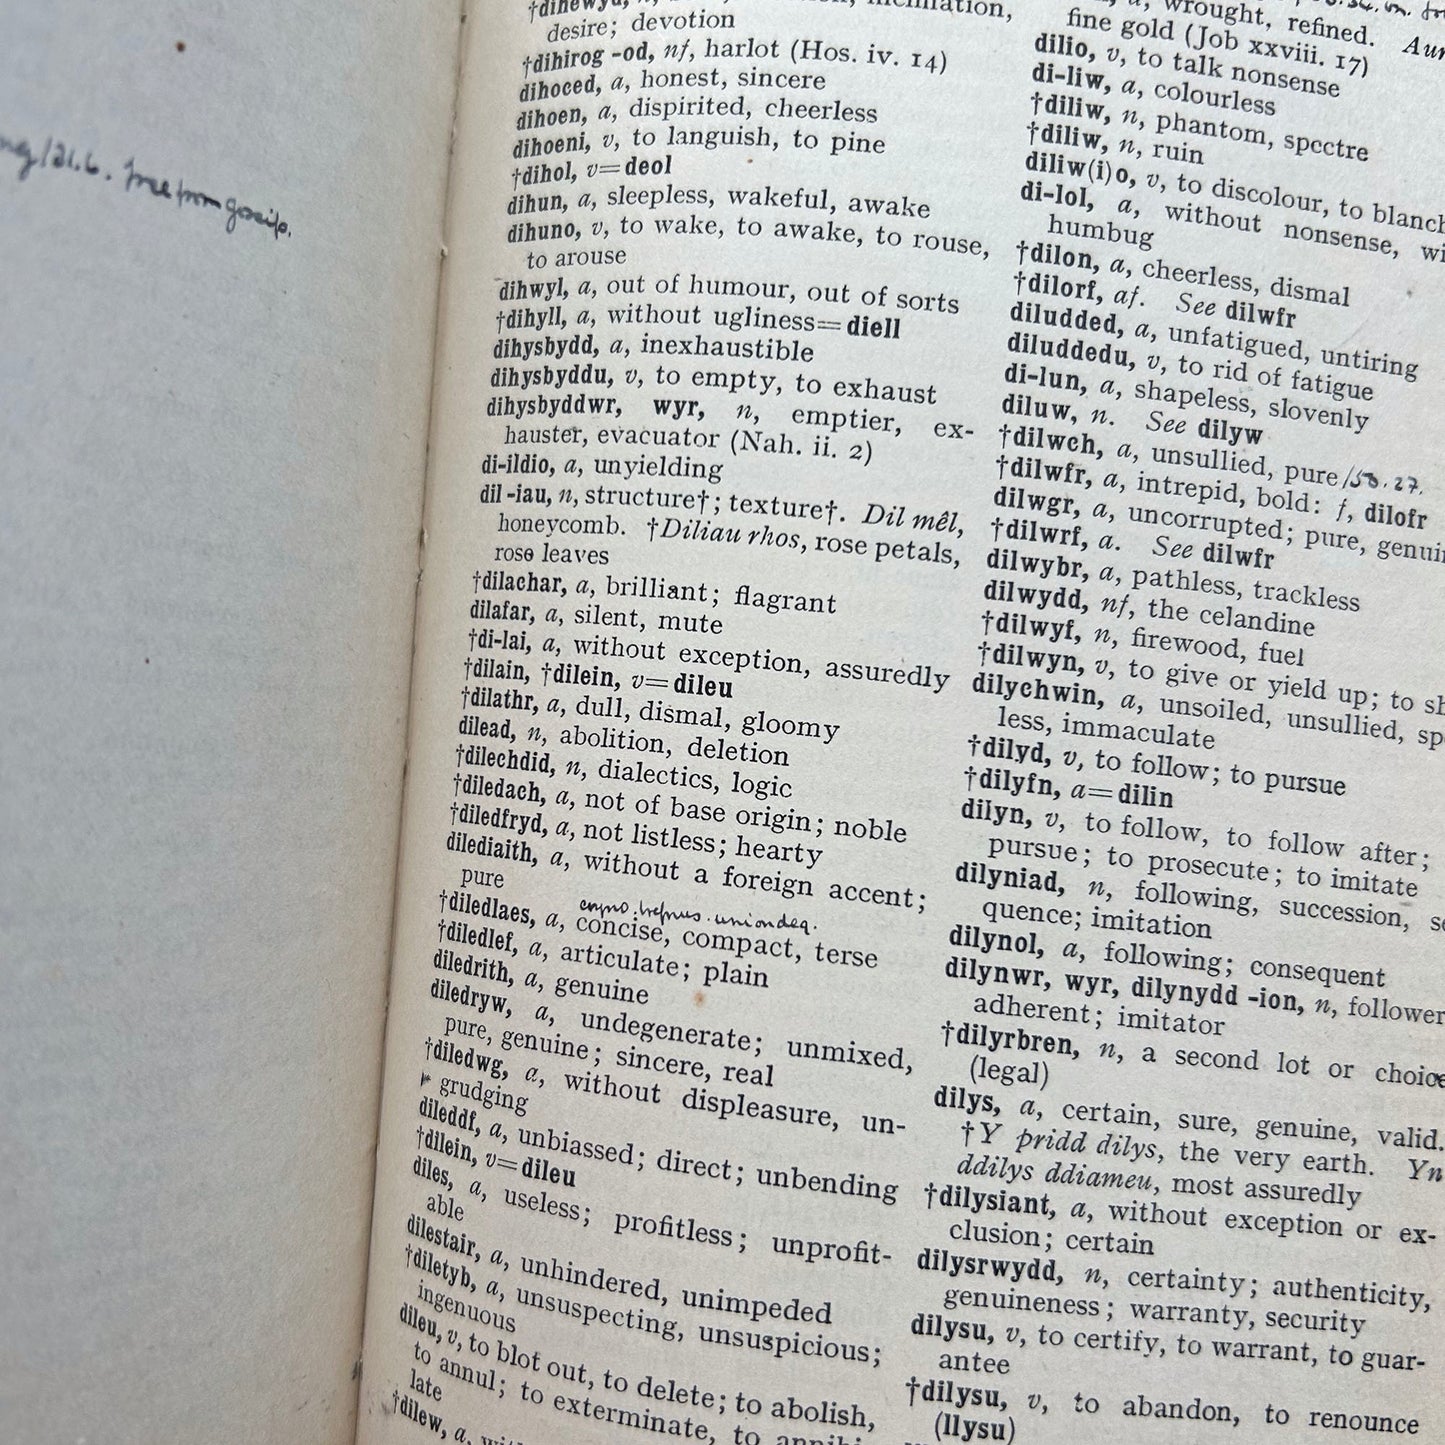 free from gossip.
desire; devotion
†dihirog -od, nf, harlot (Hos. iv. 14)
dihoced, a, honest, sincere
dihoen, a, dispirited, cheerless
dihoeni, v, to languish, to pine
†dihol, v=deol
dihun, a, sleepless, wakeful, awake
dihuno, v, to wake, to awake, to rouse,
to arouse
dihwyl, a, out of humour, out of sorts
†dihyll, a, without ugliness=diell
dihysbydd, a, inexhaustible
dihysbyddu, v, to empty, to exhaust
dihysbyddwr, wyr, n, emptier, ex-
hauster, evacuator (Nah. ii. 2)
di-ildio, a, unyielding
dil -iau, n, structure†; texture†. Dil mêl,
honeycomb. †Diliau rhos, rose petals,
rose leaves
†dilachar, a, brilliant; flagrant
dilafar, a, silent, mute
†di-lai, a, without exception, assuredly
†dilain, †dilein, v=dileu
†dilathr, a, dull, dismal, gloomy
dilead, n, abolition, deletion
†dilechdid, n, dialectics, logic
†diledach, a, not of base origin; noble
†diledfryd, a, not listless; hearty
dilediaith, a, without a foreign accent;
pure
†diledlaes, a, concise, compact, terse
†diledlef, a, articulate; plain
diledrith, a, genuine
diledryw, a, undegenerate; unmixed,
pure, genuine; sincere, real
†diledwg, a, without displeasure, un-
grudging
dileddf, a, unbiassed; direct; unbending
†dilein, v=dileu
diles, a, useless; profitless; unprofit-
able
dilestair, a, unhindered, unimpeded
†diletyb, a, unsuspecting, unsuspicious;
ingenuous
dileu, v, to blot out, to delete; to abolish,
to annul; to exterminate, to annihi-
late
†dilew, a,
a, wrought, refined.
fine gold (Job xxviii. 17)
dilio, v, to talk nonsense
di-liw, a, colourless
†diliw, n, phantom, spectre
†diliw, n, ruin
diliw(i)o, v, to discolour, to blanch
di-lol, a, without nonsense,
humbug
†dilon, a, cheerless, dismal
†dilorf, af. See dilwfr
diludded, a, unfatigued, untiring
diluddedu, v, to rid of fatigue
di-lun, a, shapeless, slovenly
diluw, n. See dilyw
†dilwch, a, unsullied, pure/58.27.
†dilwfr, a, intrepid, bold: f, dilofr
dilwgr, a, uncorrupted; pure,
†dilwrf, a. See dilwfr
dilwybr, a, pathless, trackless
dilwydd, nf, the celandine
†dilwyf, n, firewood, fuel
†dilwyn, v, to give or yield up; to
dilychwin, a, unsoiled, unsullied,
less, immaculate
†dilyd, v, to follow; to pursue
†dilyfn, a=dilin
dilyn, v, to follow, to follow after;
pursue; to prosecute; to imitate
dilyniad, n, following, succession,
quence; imitation
dilynol, a, following; consequent
dilynwr, wyr, dilynydd -ion, n, follower
adherent; imitator
†dilyrbren, n, a second lot or choice
(legal)
dilys, a, certain, sure, genuine, valid.
†Y pridd dilys, the very earth. Yn
ddilys ddiameu, most assuredly
†dilysiant, a, without exception or ex-
clusion; certain
dilysrwydd, n, certainty; authenticity,
genuineness; warranty, security
dilysu, v, to certify, to warrant, to guar-
antee
†dilysu, v, to abandon, to renounce
(llysu)